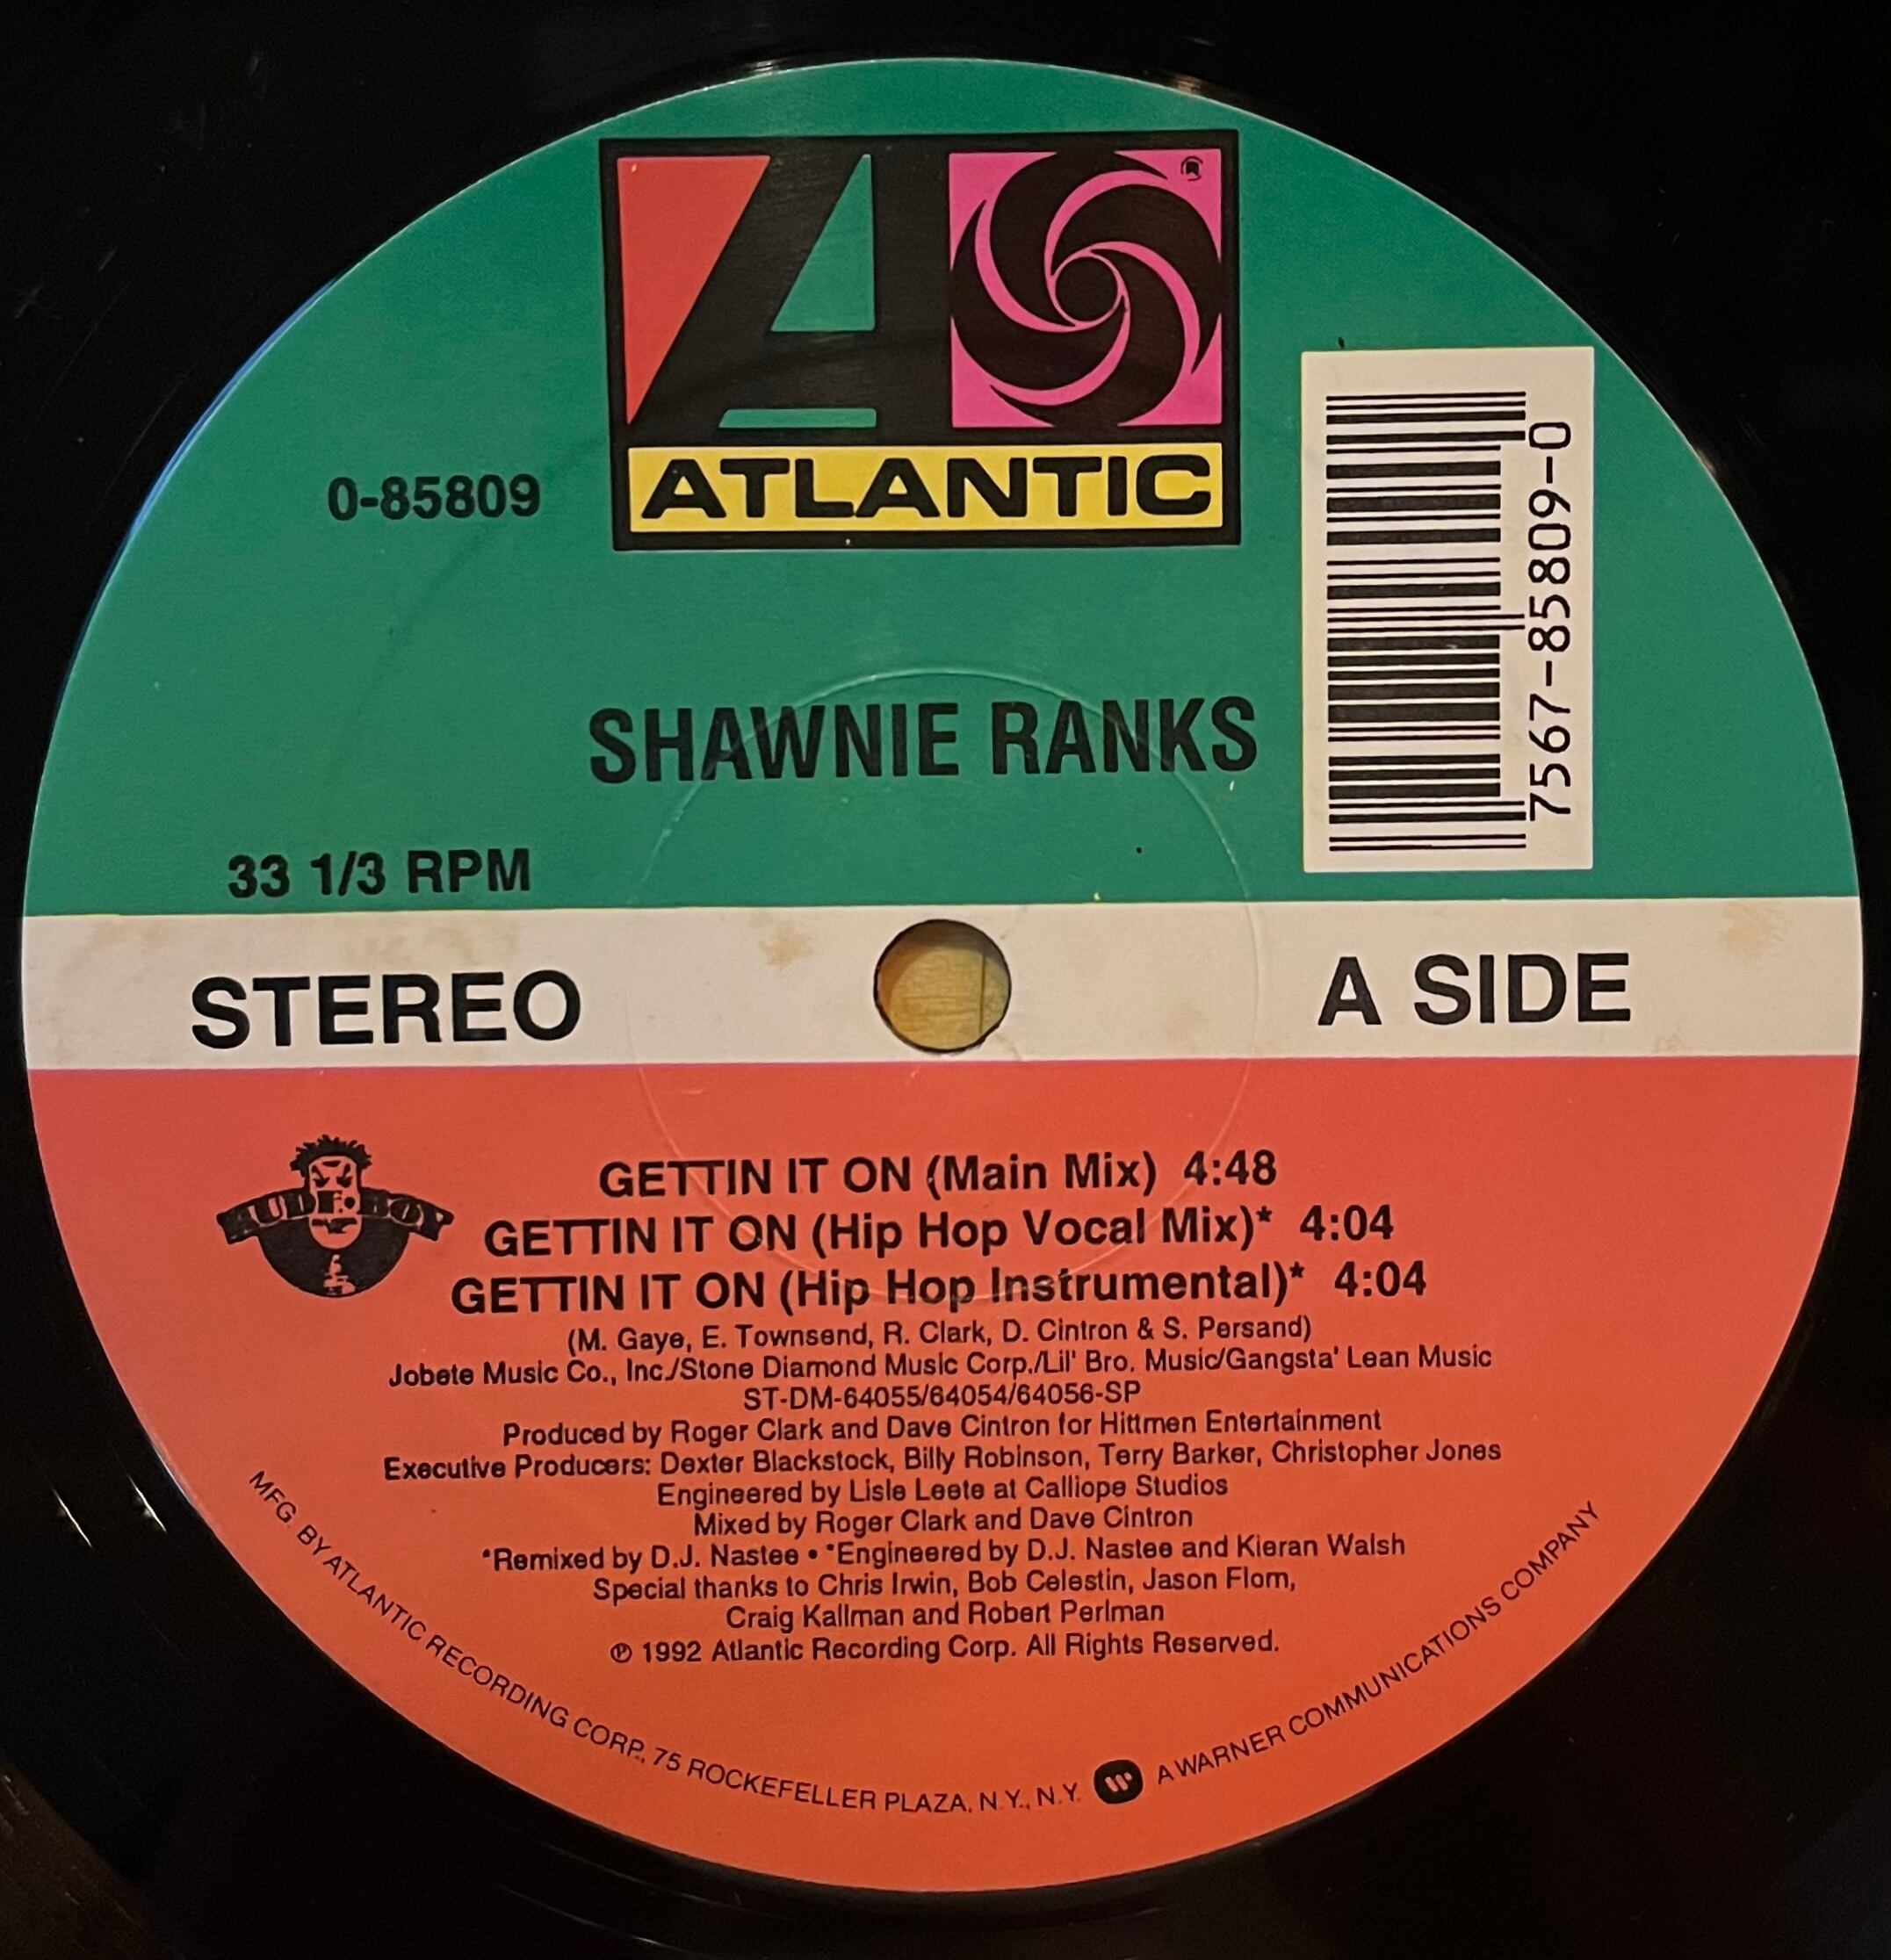 ATLANTIC
0-85809
7567-85809-0
SHAWNIE RANKS
33 1/3 RPM
STEREO
A SIDE
RUDE BOY
GETTIN IT ON (Main Mix) 4:48
GETTIN IT ON (Hip Hop Vocal Mix)* 4:04
GETTIN IT ON (Hip Hop Instrumental)* 4:04
(M. Gaye, E. Townsend, R. Clark, D. Cintron & S. Persand)
Jobete Music Co., Inc./Stone Diamond Music Corp./Lil' Bro. Music/Gangsta' Lean Music
ST-DM-64055/64054/64056-SP
Produced by Roger Clark and Dave Cintron for Hittmen Entertainment
Executive Producers: Dexter Blackstock, Billy Robinson, Terry Barker, Christopher Jones
Engineered by Lisle Leete at Calliope Studios
Mixed by Roger Clark and Dave Cintron
*Remixed by D.J. Nastee • *Engineered by D.J. Nastee and Kieran Walsh
Special thanks to Chris Irwin, Bob Celestin, Jason Flom,
Craig Kallman and Robert Perlman
℗ 1992 Atlantic Recording Corp. All Rights Reserved.
MFG. BY ATLANTIC RECORDING CORP., 75 ROCKEFELLER PLAZA, N.Y., N.Y. A WARNER COMMUNICATIONS COMPANY